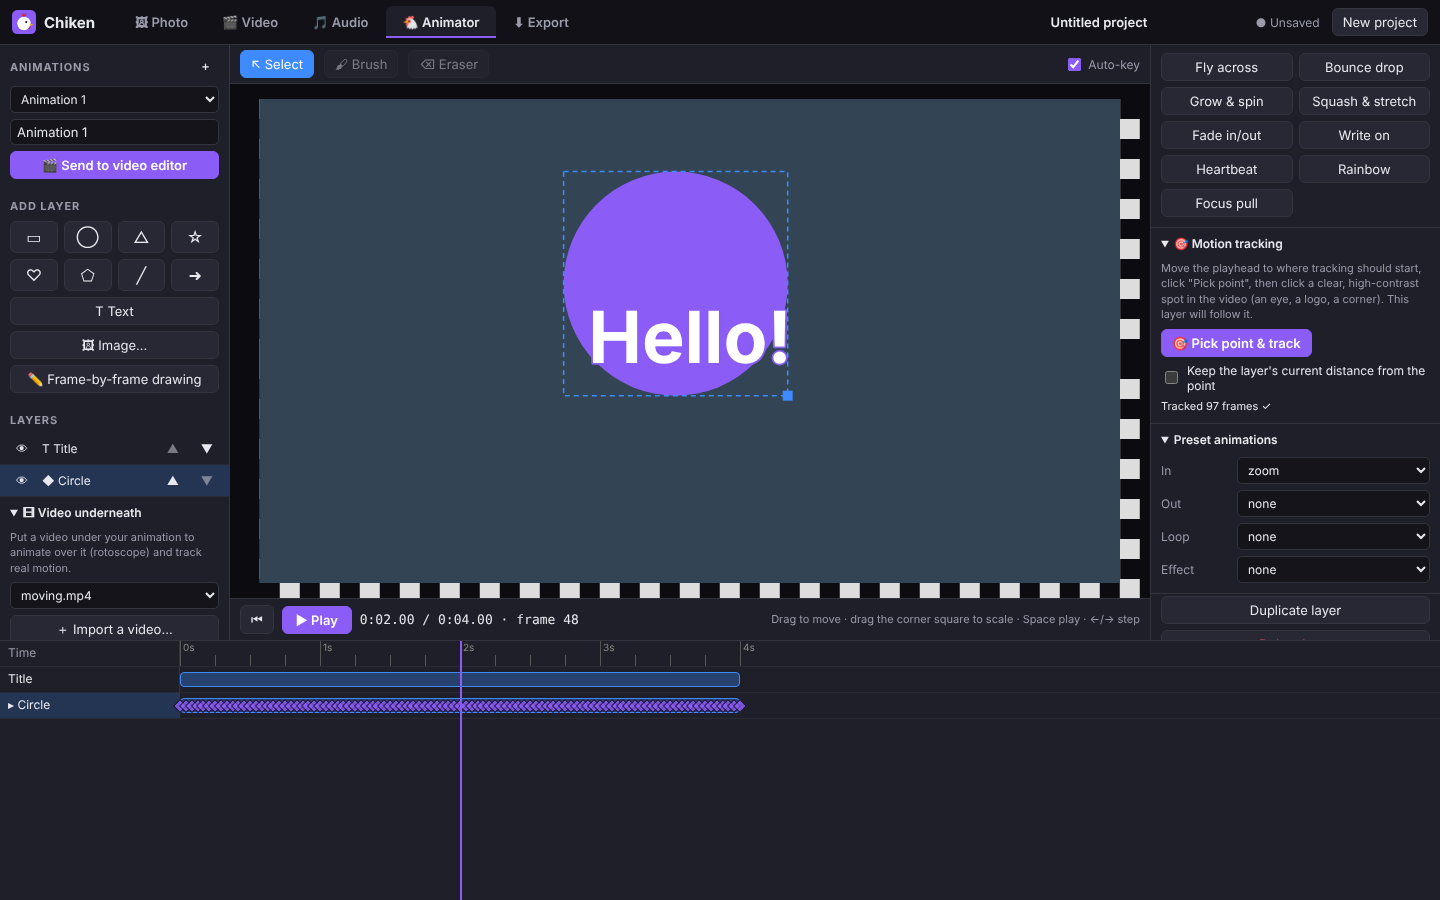 Chiken
Photo
Video
Audio
Animator
Export
Untitled project
Unsaved
New project
ANIMATIONS
+
Animation 1
Animation 1
Send to video editor
ADD LAYER
T Text
Image...
Frame-by-frame drawing
LAYERS
T Title
Circle
Video underneath
Put a video under your animation to
animate over it (rotoscope) and track
real motion.
moving.mp4
+ Import a video...
Select
Brush
Eraser
Auto-key
Hello!
Play
0:02.00 / 0:04.00 · frame 48
Drag to move · drag the corner square to scale · Space play · ←/→ step
Fly across
Bounce drop
Grow & spin
Squash & stretch
Fade in/out
Write on
Heartbeat
Rainbow
Focus pull
Motion tracking
Move the playhead to where tracking should start,
click "Pick point", then click a clear, high-contrast
spot in the video (an eye, a logo, a corner). This
layer will follow it.
Pick point & track
Keep the layer's current distance from the
point
Tracked 97 frames ✓
Preset animations
In
zoom
Out
none
Loop
none
Effect
none
Duplicate layer
Time
0s
1s
2s
3s
4s
Title
▸ Circle